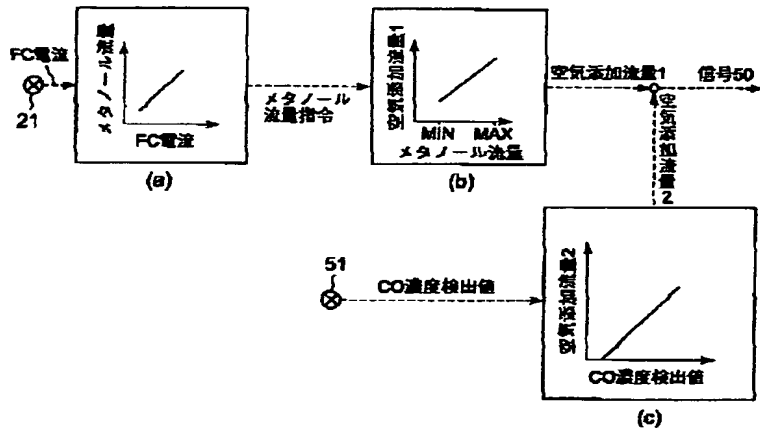 FC電流
21
メタノール流量
FC電流
(a)
メタノール
流量指令
空気添加流量1
MIN MAX
メタノール流量
(b)
空気添加流量1
信号50
空気添加流量2
51
CO濃度検出値
空気添加流量2
CO濃度検出値
(c)